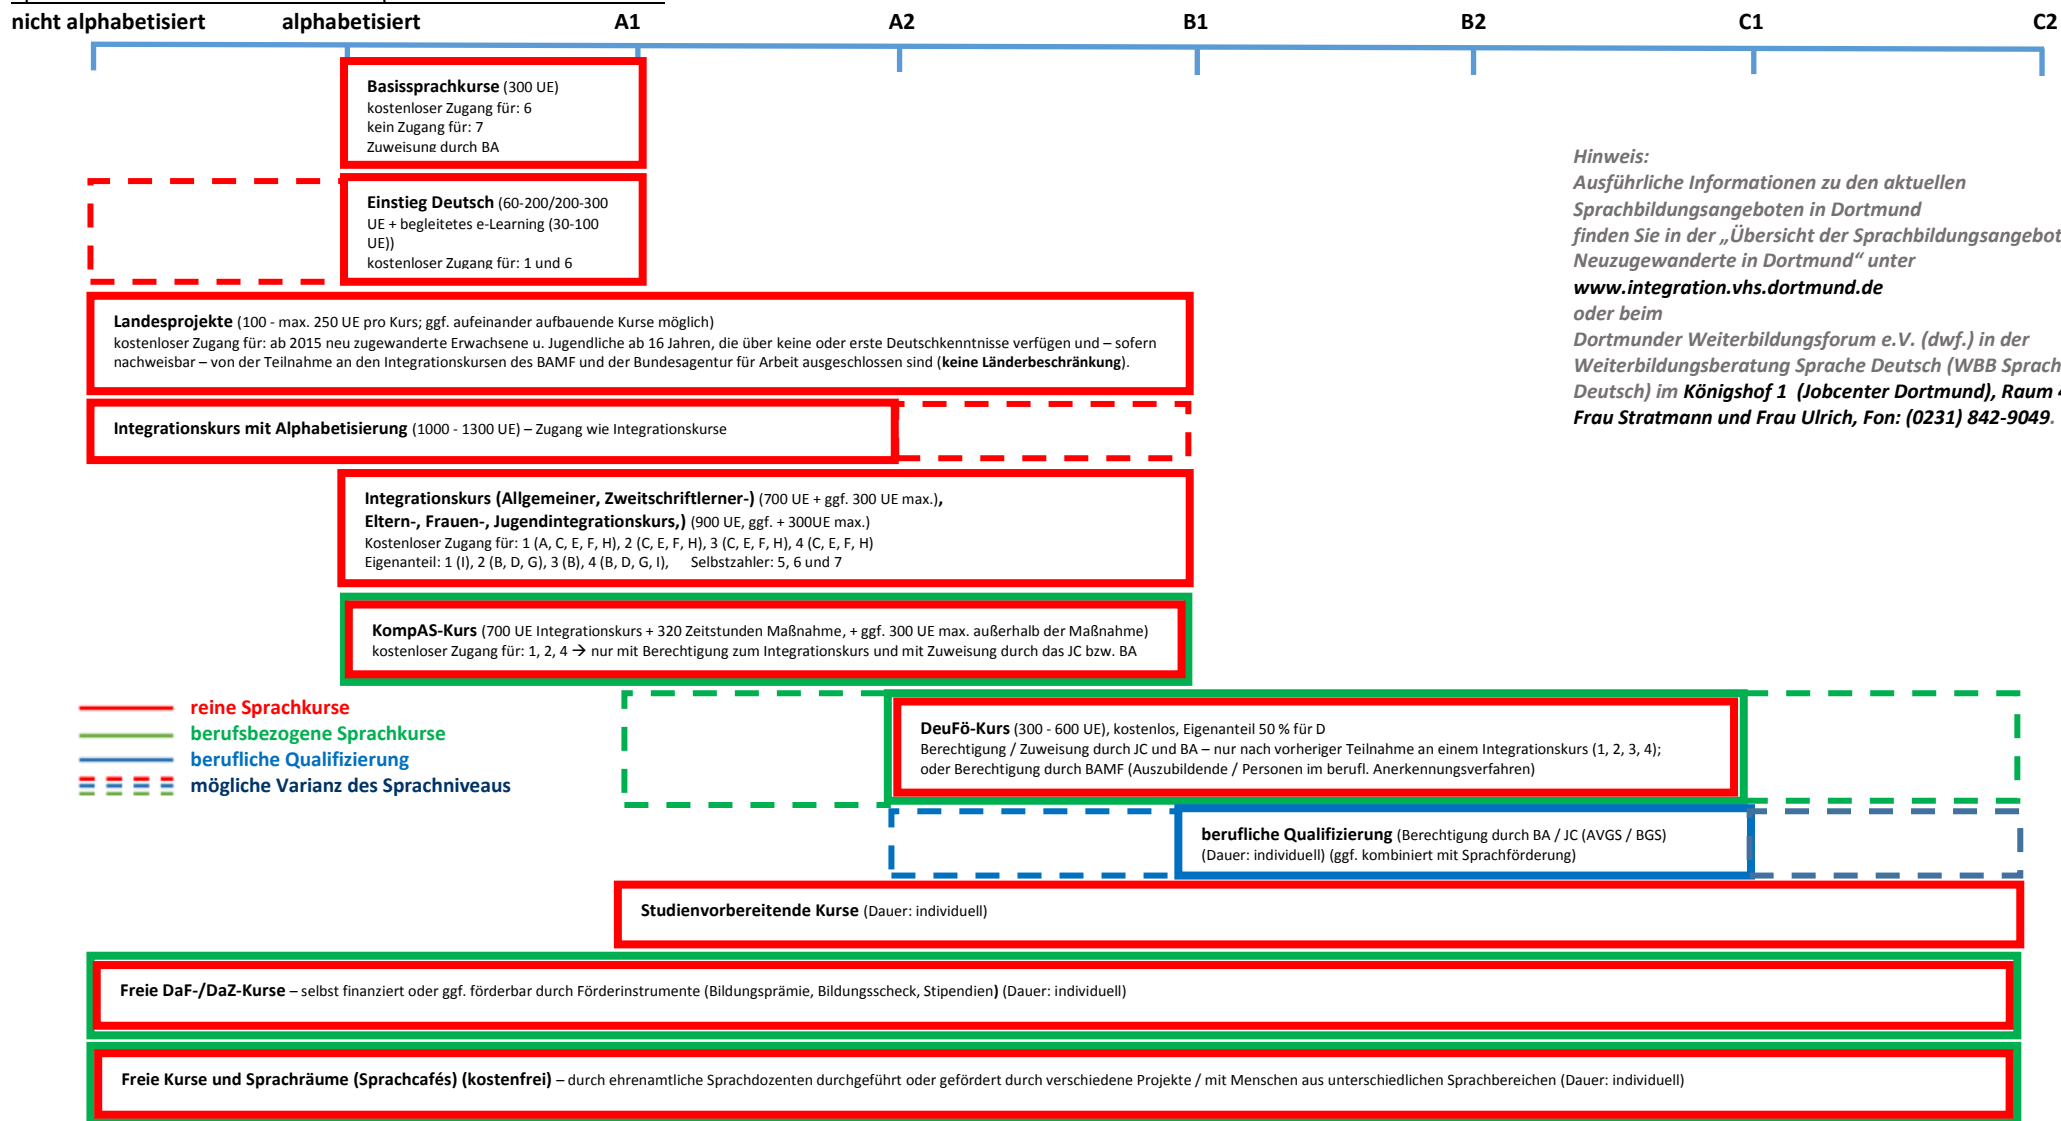 nicht alphabetisiert alphabetisiert A1 A2 B1 B2 C1 C2
Basissprachkurse (300 UE)
kostenloser Zugang für: 6
kein Zugang für: 7
Zuweisung durch BA
Einstieg Deutsch (60-200/200-300
UE + begleitetes e-Learning (30-100
UE))
kostenloser Zugang für: 1 und 6
Hinweis:
Ausführliche Informationen zu den aktuellen
Sprachbildungsangeboten in Dortmund
finden Sie in der „Übersicht der Sprachbildungsangebot
Neuzugewanderte in Dortmund“ unter
www.integration.vhs.dortmund.de
oder beim
Dortmunder Weiterbildungsforum e.V. (dwf.) in der
Weiterbildungsberatung Sprache Deutsch (WBB Sprach
Deutsch) im Königshof 1 (Jobcenter Dortmund), Raum 4
Frau Stratmann und Frau Ulrich, Fon: (0231) 842-9049.
Landesprojekte (100 - max. 250 UE pro Kurs; ggf. aufeinander aufbauende Kurse möglich)
kostenloser Zugang für: ab 2015 neu zugewanderte Erwachsene u. Jugendliche ab 16 Jahren, die über keine oder erste Deutschkenntnisse verfügen und – sofern
nachweisbar – von der Teilnahme an den Integrationskursen des BAMF und der Bundesagentur für Arbeit ausgeschlossen sind (keine Länderbeschränkung).
Integrationskurs mit Alphabetisierung (1000 - 1300 UE) – Zugang wie Integrationskurse
Integrationskurs (Allgemeiner, Zweitschriftlerner-) (700 UE + ggf. 300 UE max.),
Eltern-, Frauen-, Jugendintegrationskurs,) (900 UE, ggf. + 300UE max.)
Kostenloser Zugang für: 1 (A, C, E, F, H), 2 (C, E, F, H), 3 (C, E, F, H), 4 (C, E, F, H)
Eigenanteil: 1 (I), 2 (B, D, G), 3 (B), 4 (B, D, G, I), Selbstzahler: 5, 6 und 7
KompAS-Kurs (700 UE Integrationskurs + 320 Zeitstunden Maßnahme, + ggf. 300 UE max. außerhalb der Maßnahme)
kostenloser Zugang für: 1, 2, 4 → nur mit Berechtigung zum Integrationskurs und mit Zuweisung durch das JC bzw. BA
reine Sprachkurse
berufsbezogene Sprachkurse
berufliche Qualifizierung
mögliche Varianz des Sprachniveaus
DeuFö-Kurs (300 - 600 UE), kostenlos, Eigenanteil 50 % für D
Berechtigung / Zuweisung durch JC und BA – nur nach vorheriger Teilnahme an einem Integrationskurs (1, 2, 3, 4);
oder Berechtigung durch BAMF (Auszubildende / Personen im berufl. Anerkennungsverfahren)
berufliche Qualifizierung (Berechtigung durch BA / JC (AVGS / BGS)
(Dauer: individuell) (ggf. kombiniert mit Sprachförderung)
Studienvorbereitende Kurse (Dauer: individuell)
Freie DaF-/DaZ-Kurse – selbst finanziert oder ggf. förderbar durch Förderinstrumente (Bildungsprämie, Bildungsscheck, Stipendien) (Dauer: individuell)
Freie Kurse und Sprachräume (Sprachcafés) (kostenfrei) – durch ehrenamtliche Sprachdozenten durchgeführt oder gefördert durch verschiedene Projekte / mit Menschen aus unterschiedlichen Sprachbereichen (Dauer: individuell)